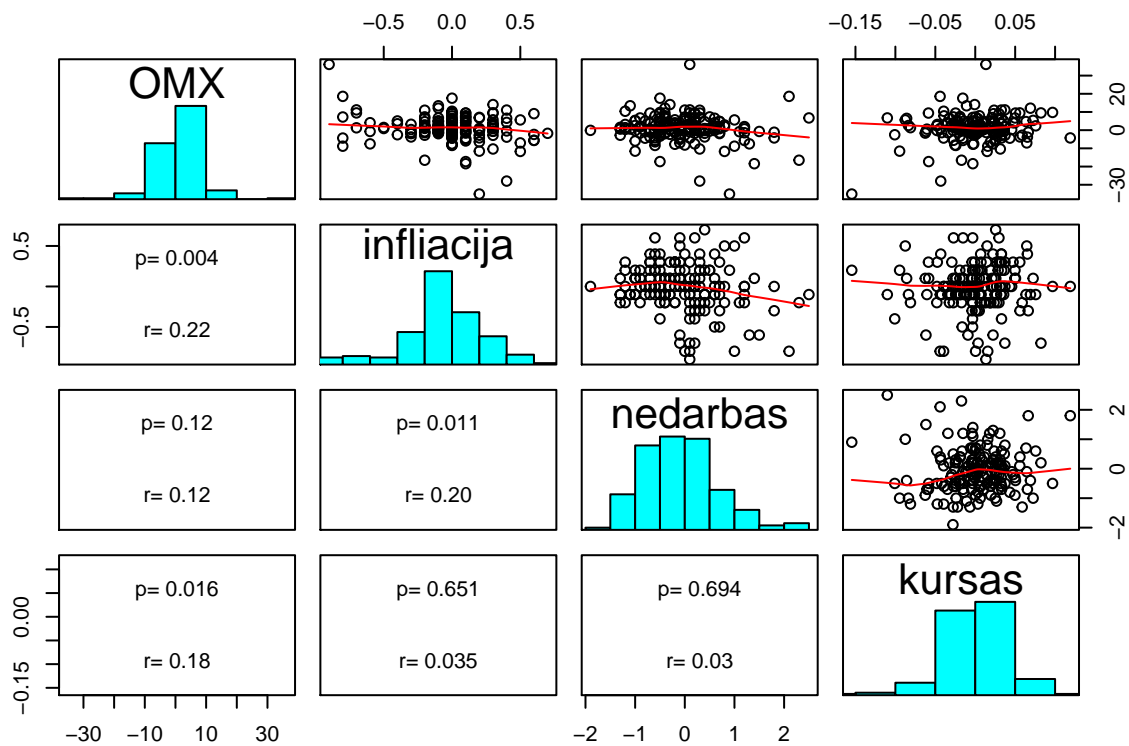 −0.5 0.0 0.5 −0.15 −0.05 0.05
OMX
−30 0 20
−0.5 0.5
p= 0.004
r= 0.22
infliacija
p= 0.12
r= 0.12
p= 0.011
r= 0.20
nedarbas
−2 0 1 2
−0.15 0.00
p= 0.016
r= 0.18
p= 0.651
r= 0.035
p= 0.694
r= 0.03
kursas
−30 −10 10 30 −2 −1 0 1 2